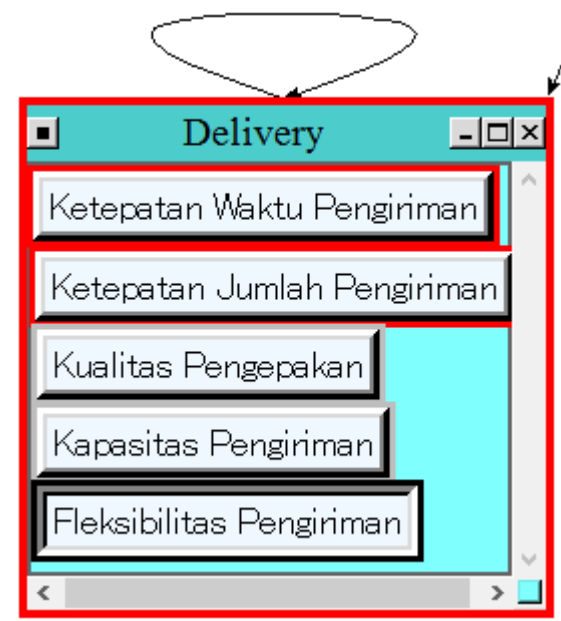 Delivery
Ketepatan Waktu Pengiriman
Ketepatan Jumlah Pengiriman
Kualitas Pengepakan
Kapasitas Pengiriman
Fleksibilitas Pengiriman